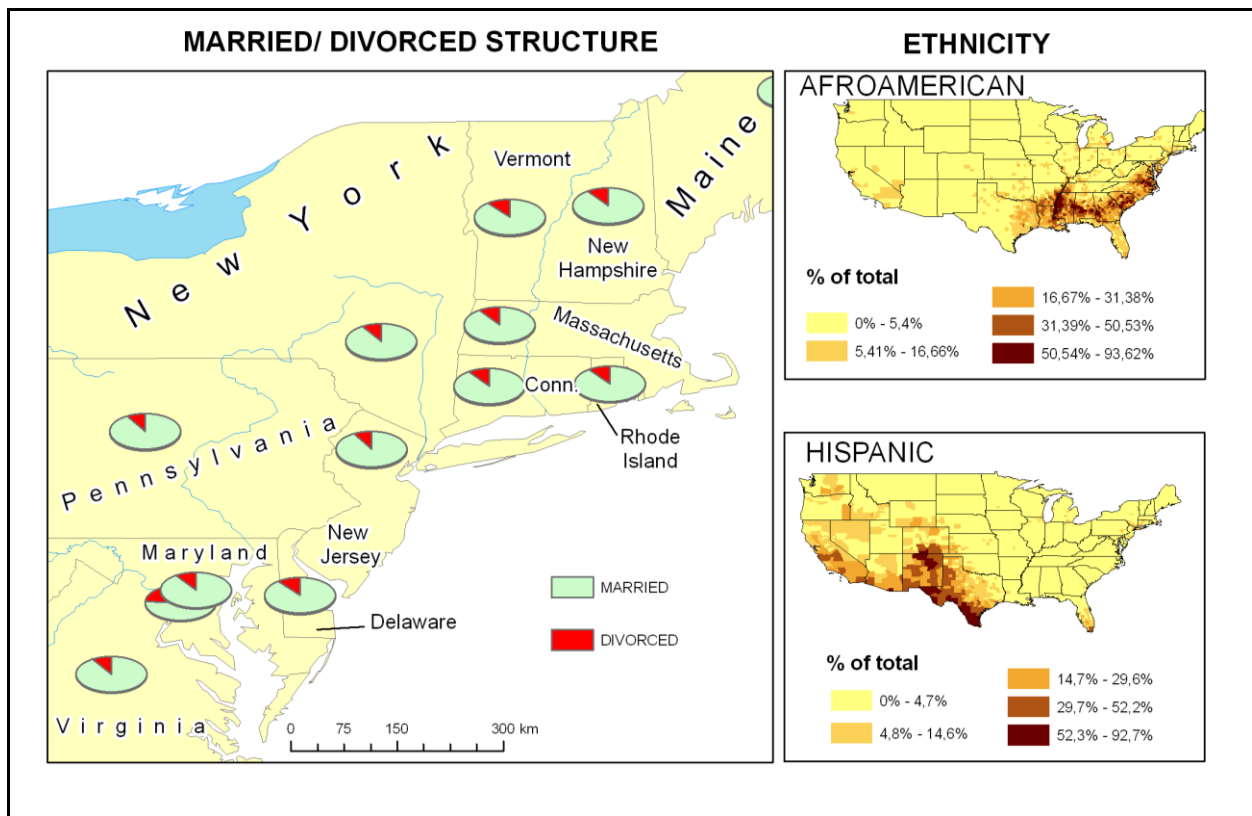 MARRIED/ DIVORCED STRUCTURE
New York
Vermont
Maine
New
Hampshire
Massachusetts
Conn.
Rhode
Island
Pennsylvania
New
Jersey
Maryland
Delaware
Virginia
MARRIED
DIVORCED
0 75 150 300 km
ETHNICITY
AFROAMERICAN
% of total
0% - 5,4%
5,41% - 16,66%
16,67% - 31,38%
31,39% - 50,53%
50,54% - 93,62%
HISPANIC
% of total
0% - 4,7%
4,8% - 14,6%
14,7% - 29,6%
29,7% - 52,2%
52,3% - 92,7%